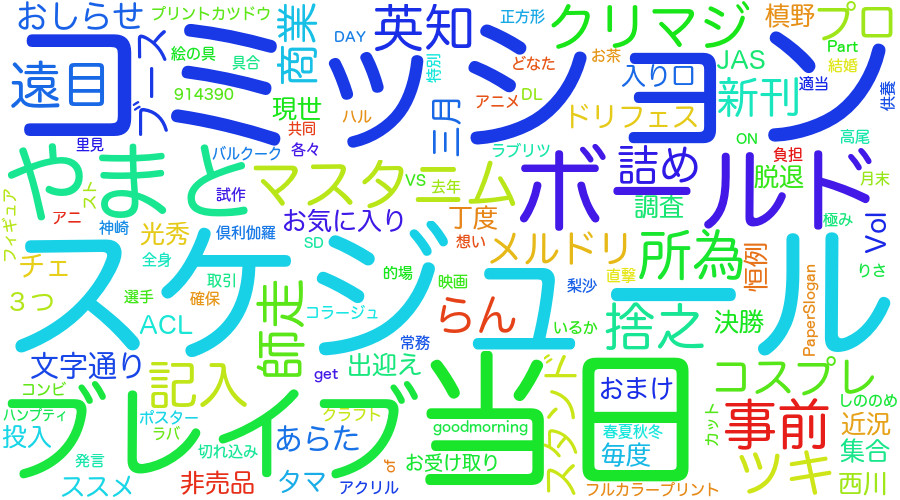 おしらせ
プリントカツドウ
正方形
商業
英知
クリマジ
槙野
プロ
コミッション
遠目
ブース
絵の具
具合
914390
DAY
どなた
お茶
Part
結婚
特別
入り口
JAS
適当
供養
現世
ハル
アニメ
DL
新刊
共同
三月
ドリフェス
ON
高尾
里見
バルクーク
各々
ラブリツ
負担
やまと
マスタニム
VS
去年
ボールド
詰め
脱退
月末
フィギュア
スト
試作
アニ
神崎
お気に入り
丁度
調査
極み
Vol
光秀
倶利伽羅
SD
想い
メルドリ
所為
恒例
チェ
全身
的場
直撃
りさ
スケジュール
3つ
選手
取引
確保
映画
梨沙
コラージュ
らん
捨之
決勝
PaperSlogan
ACL
師走
常務
いるか
文字通り
出迎え
当日
記入
get
スタンド
おまけ
コスプレ
コンビ
ブレイブ
ハンプティ
ポスター
クラフト
goodmorning
カット
事前
しののめ
近況
投入
ラバ
切れ込み
あらた
春夏秋冬
毎度
集合
発言
of
お受け取り
ツキ
ススメ
非売品
タマ
アクリル
フルカラープリント
西川